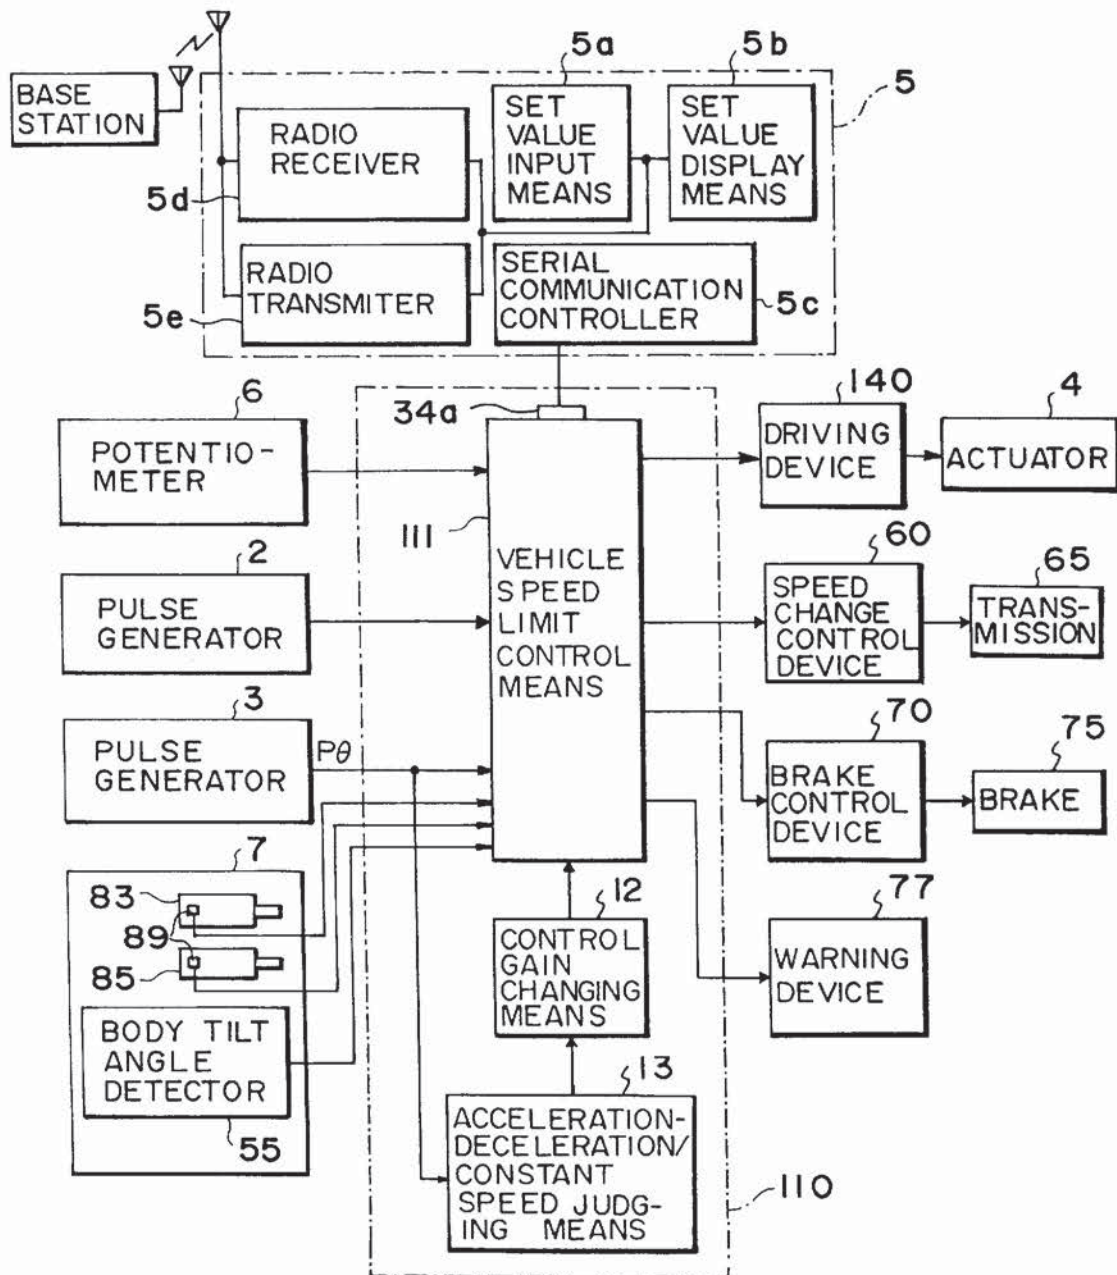 BASE
STATION
5a
5b
5
RADIO
RECEIVER
5d
SET
VALUE
INPUT
MEANS
SET
VALUE
DISPLAY
MEANS
RADIO
TRANSMITER
5e
SERIAL
COMMUNICATION
CONTROLLER
5c
6
POTENTIO-
METER
34a
111
140
DRIVING
DEVICE
4
ACTUATOR
2
PULSE
GENERATOR
VEHICLE
SPEED
LIMIT
CONTROL
MEANS
60
SPEED
CHANGE
CONTROL
DEVICE
65
TRANS-
MISSION
3
PULSE
GENERATOR
Pθ
70
BRAKE
CONTROL
DEVICE
75
BRAKE
7
83
89
85
BODY TILT
ANGLE
DETECTOR
55
12
CONTROL
GAIN
CHANGING
MEANS
77
WARNING
DEVICE
13
ACCELERATION-
DECELERATION/
CONSTANT
SPEED JUDG-
ING MEANS
110